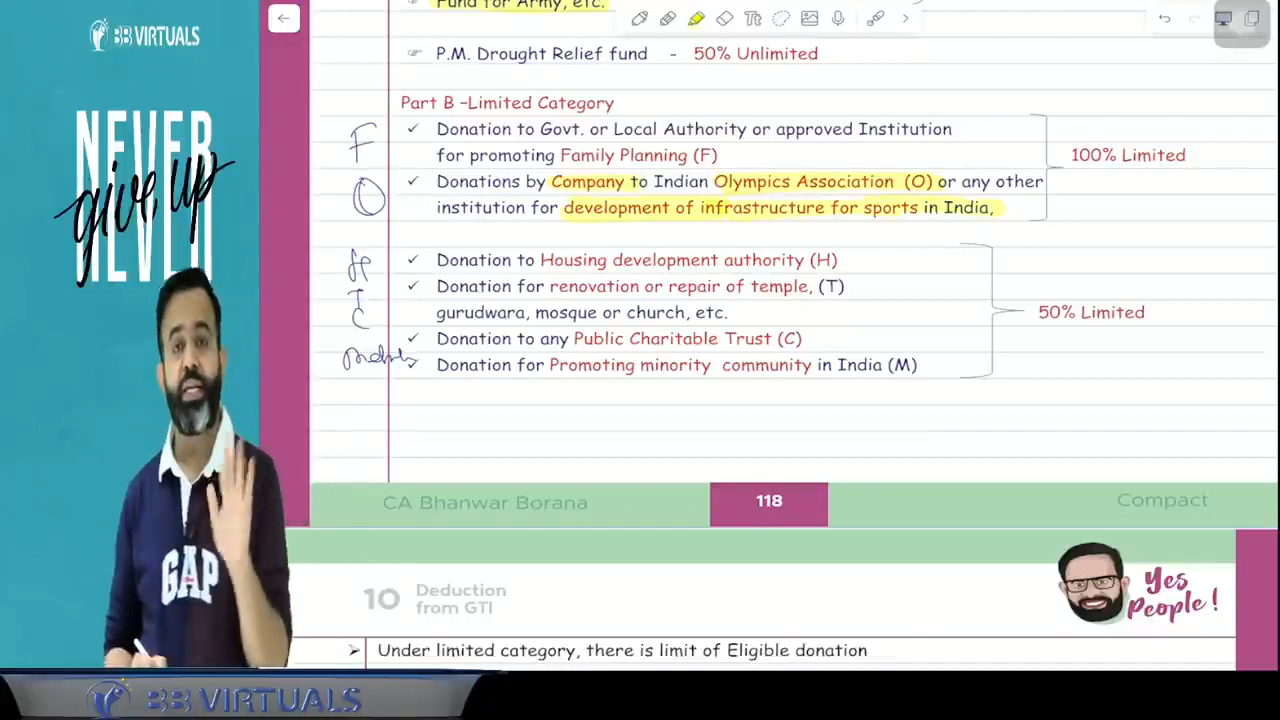 BB VIRTUALS
NEVER
give up
NEVER
Fund for Army, etc.
☞ P.M. Drought Relief fund - 50% Unlimited
Part B –Limited Category
F ✓ Donation to Govt. or Local Authority or approved Institution
for promoting Family Planning (F)
100% Limited
O ✓ Donations by Company to Indian Olympics Association (O) or any other
institution for development of infrastructure for sports in India,
H ✓ Donation to Housing development authority (H)
T ✓ Donation for renovation or repair of temple, (T)
C gurudwara, mosque or church, etc.
50% Limited
✓ Donation to any Public Charitable Trust (C)
✓ Donation for Promoting minority community in India (M)
GAP
CA Bhanwar Borana 118 Compact
10 Deduction
from GTI
Yes
People!
➢ Under limited category, there is limit of Eligible donation
BB VIRTUALS